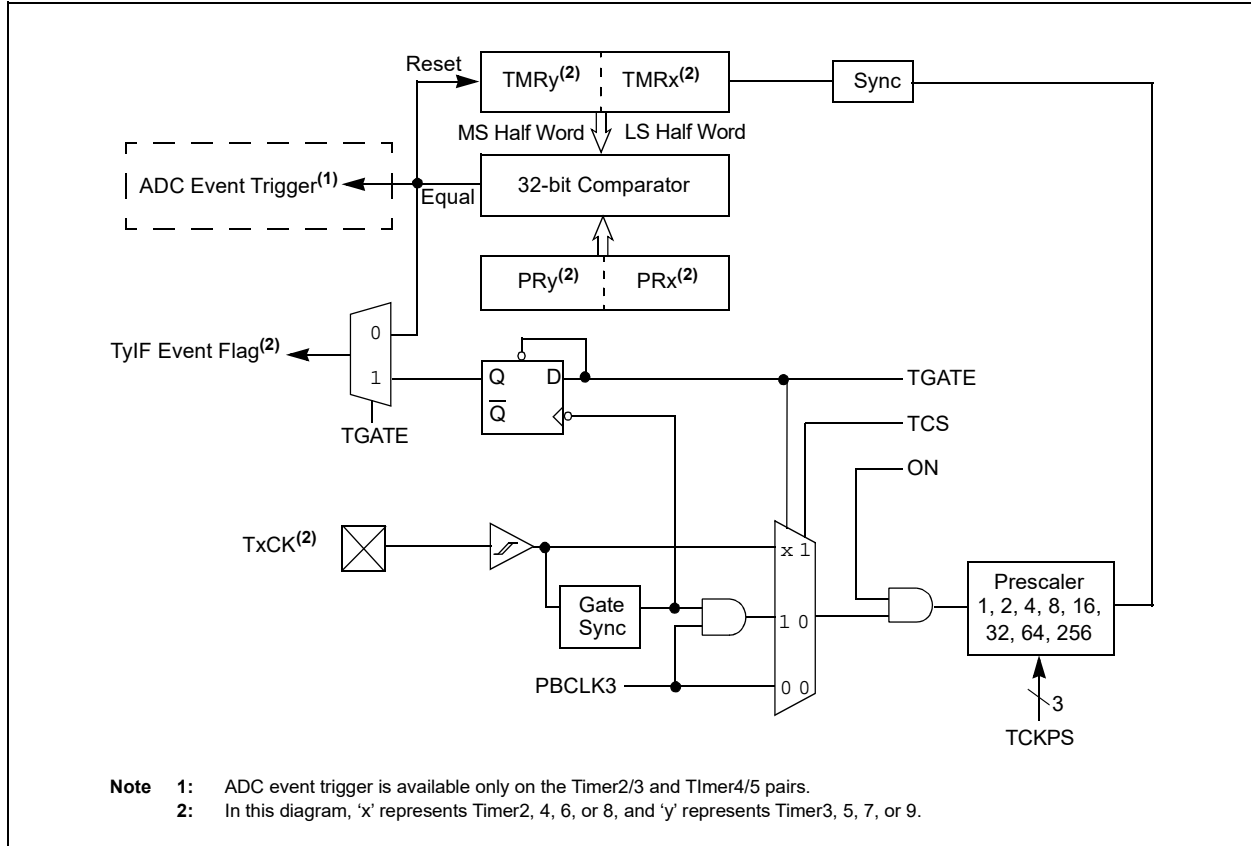 Reset
TMRy(2) TMRx(2)
Sync
MS Half Word LS Half Word
ADC Event Trigger(1)
Equal
32-bit Comparator
PRy(2) PRx(2)
0
TyIF Event Flag(2)
1
Q D
Q
TGATE
TGATE
TCS
ON
TxCK(2)
x 1
Gate
Sync
1 0
Prescaler
1, 2, 4, 8, 16,
32, 64, 256
PBCLK3
0 0
3
TCKPS
Note 1: ADC event trigger is available only on the Timer2/3 and TImer4/5 pairs.
2: In this diagram, ‘x’ represents Timer2, 4, 6, or 8, and ‘y’ represents Timer3, 5, 7, or 9.